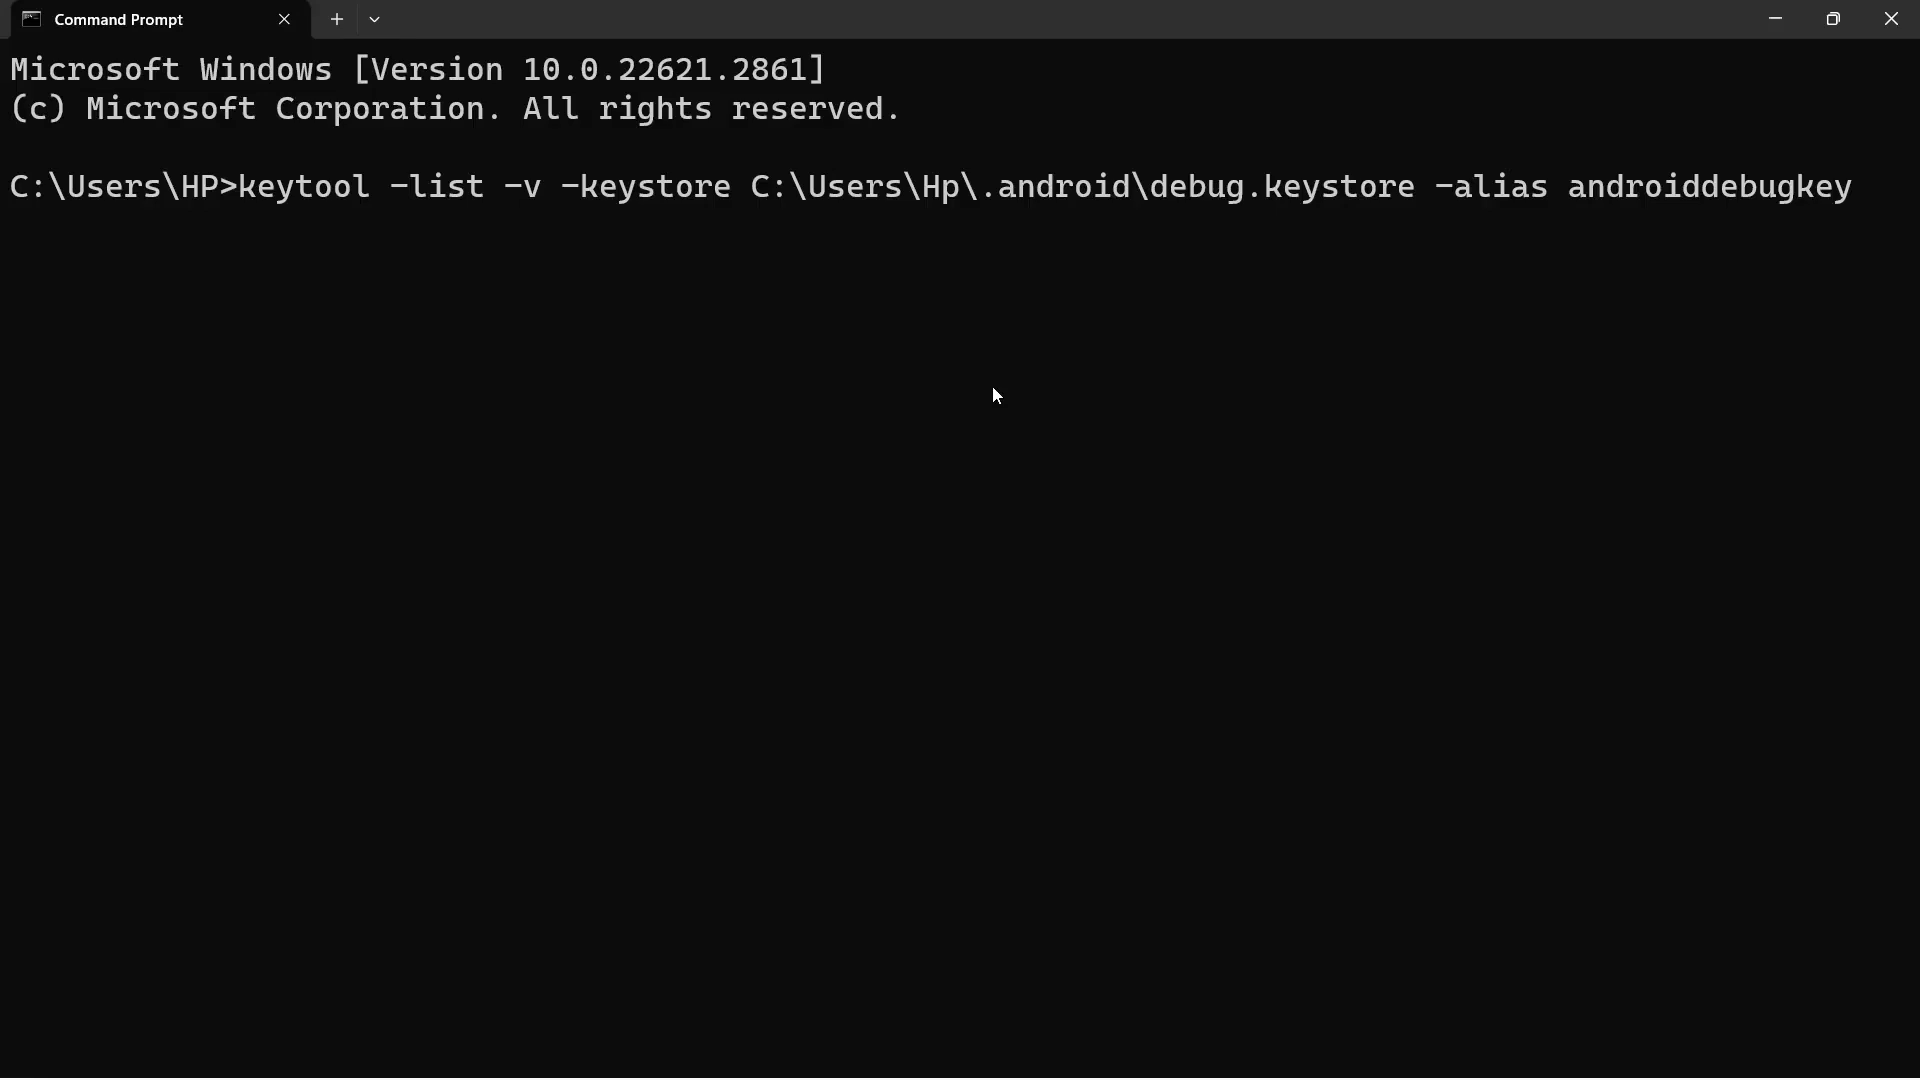 Command Prompt
Microsoft Windows [Version 10.0.22621.2861]
(c) Microsoft Corporation. All rights reserved.
C:\Users\HP>keytool -list -v -keystore C:\Users\Hp\.android\debug.keystore -alias androiddebugkey